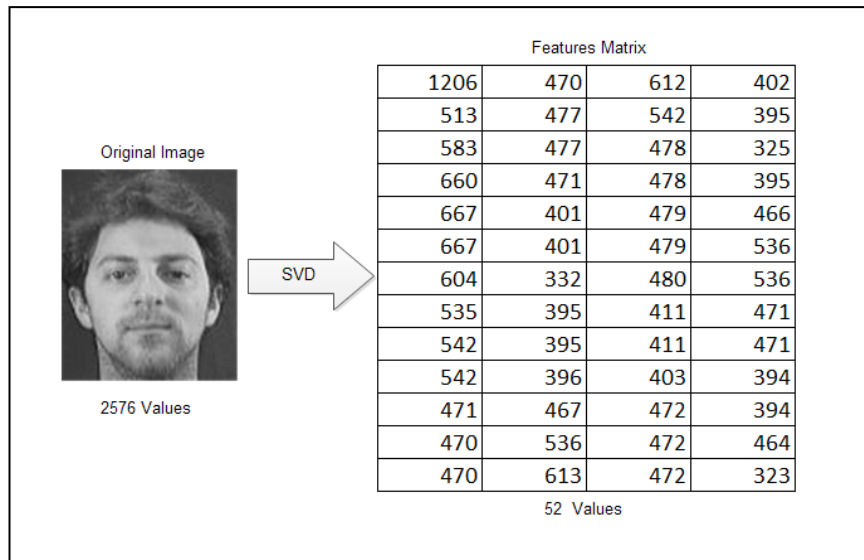 Features Matrix
1206 470 612 402
513 477 542 395
583 477 478 325
660 471 478 395
667 401 479 466
667 401 479 536
604 332 480 536
535 395 411 471
542 395 411 471
542 396 403 394
471 467 472 394
470 536 472 464
470 613 472 323
52 Values
Original Image
2576 Values
SVD